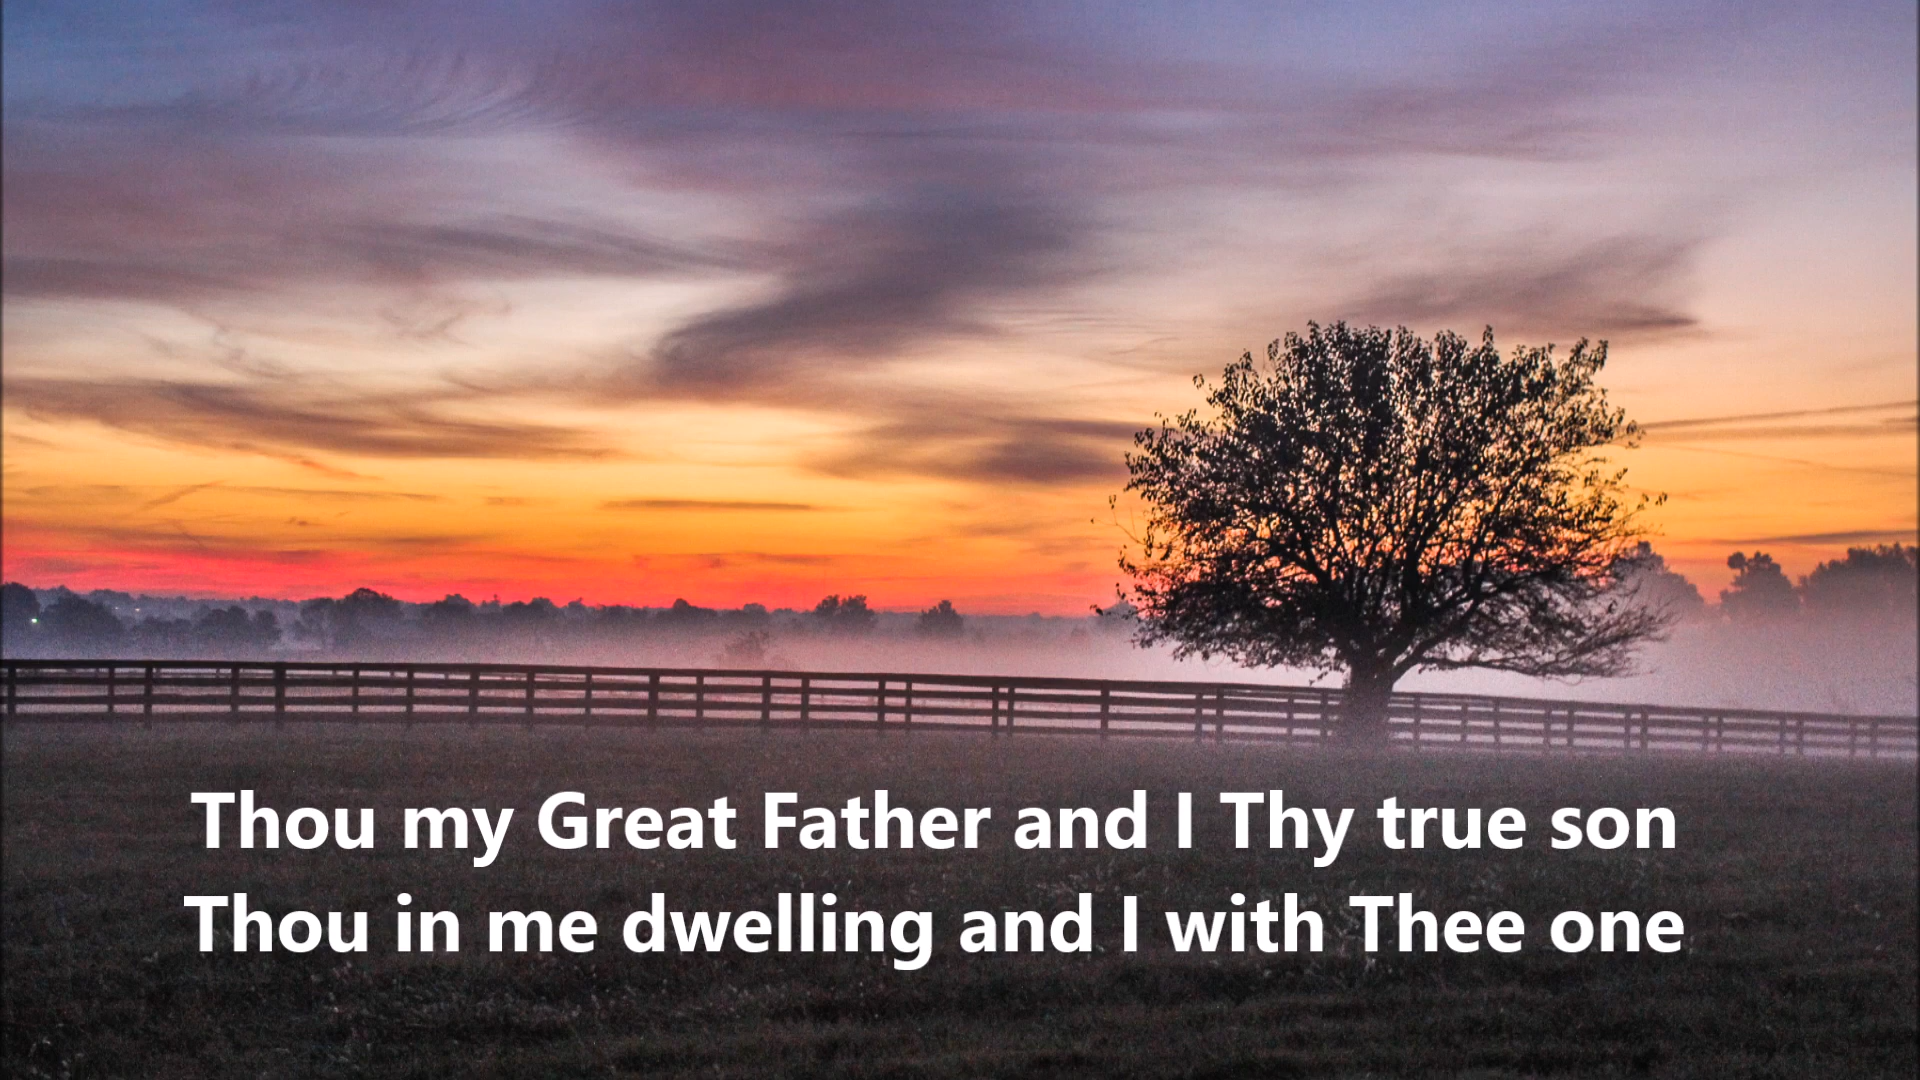 Thou my Great Father and I Thy true son
Thou in me dwelling and I with Thee one